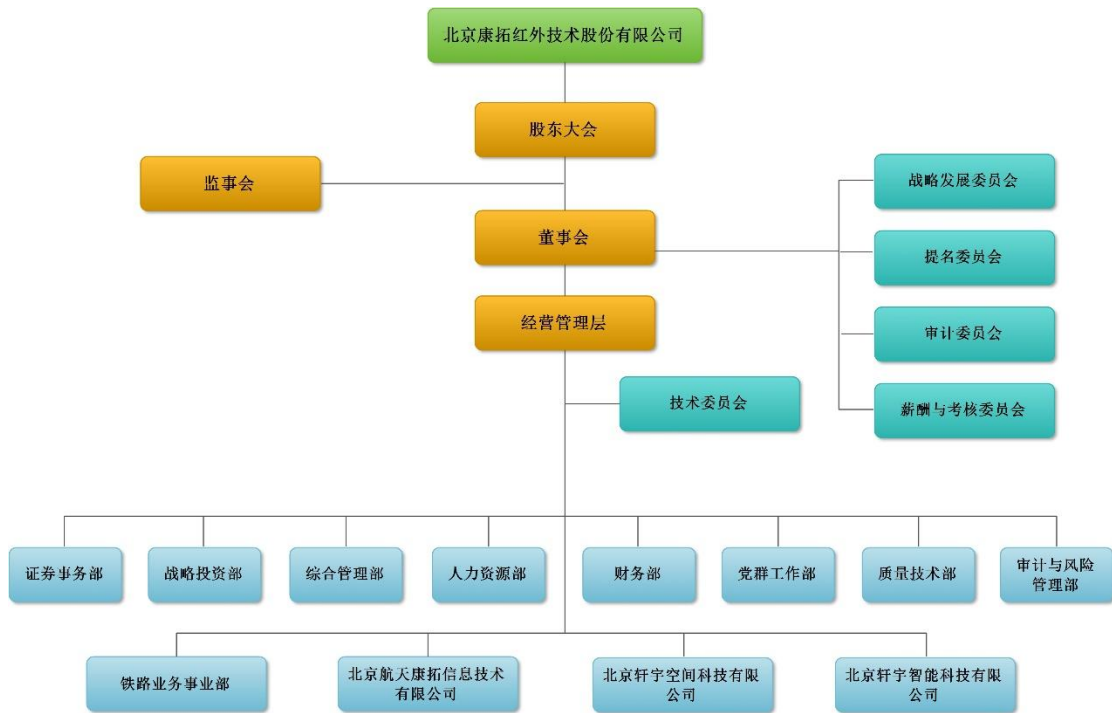 北京康拓红外技术股份有限公司
股东大会
监事会
战略发展委员会
董事会
提名委员会
经营管理层
审计委员会
技术委员会
薪酬与考核委员会
证券事务部
战略投资部
综合管理部
人力资源部
财务部
党群工作部
质量技术部
审计与风险
管理部
铁路业务事业部
北京航天康拓信息技术
有限公司
北京轩宇空间科技有限
公司
北京轩宇智能科技有限
公司